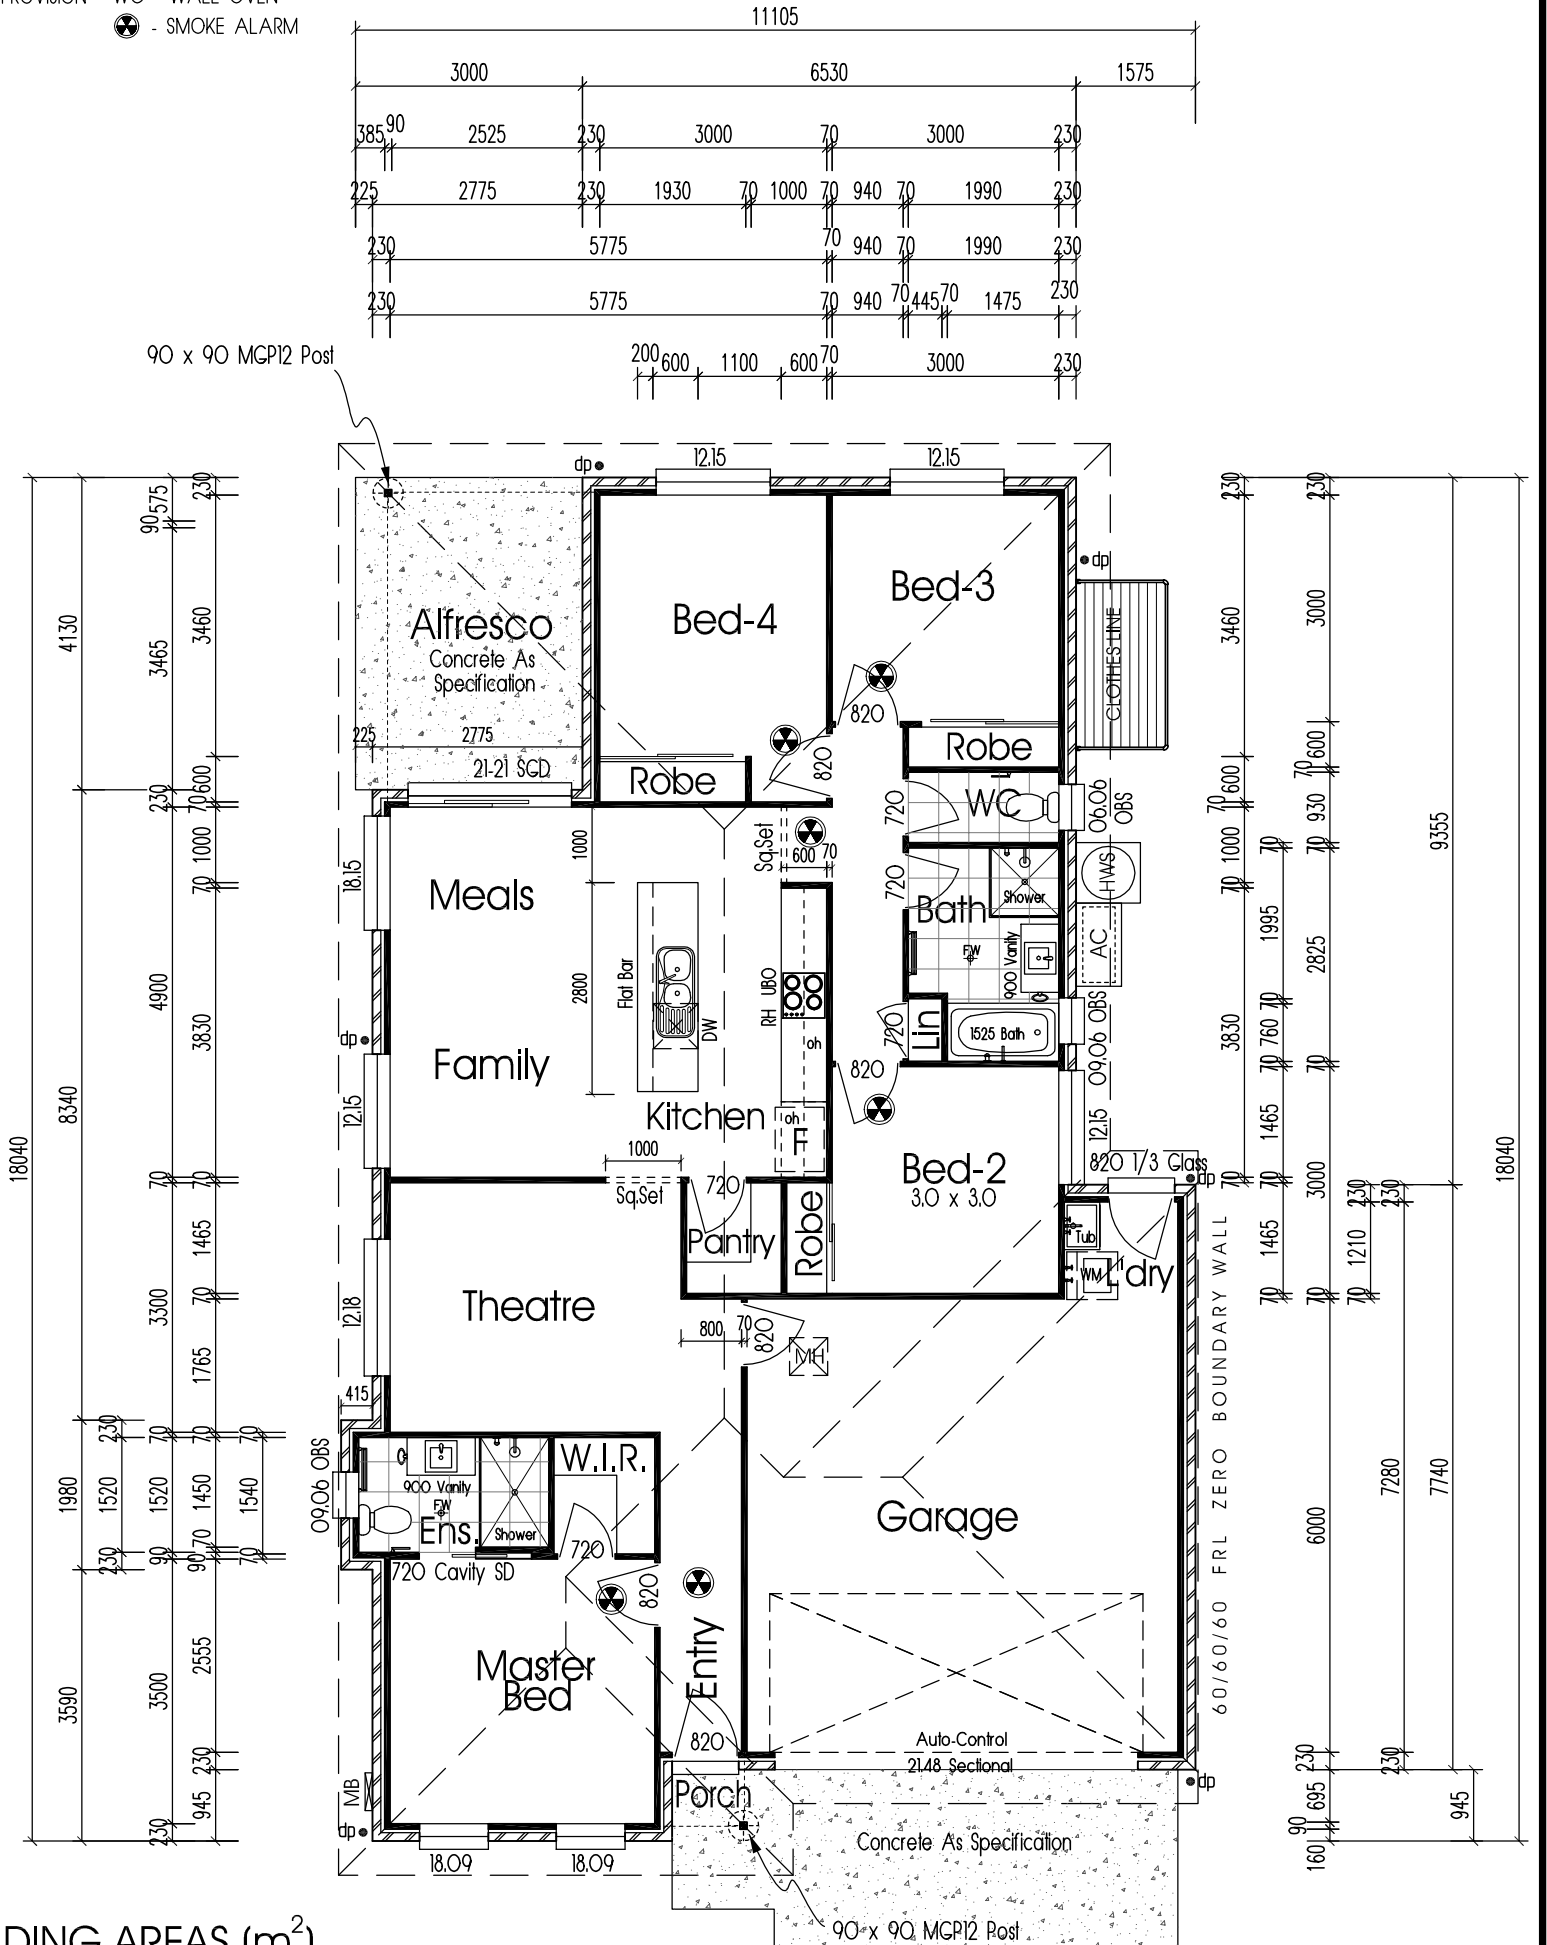 - SMOKE ALARM
11105
3000 6530 1575
385 90 2525 230 3000 70 3000 230
225 2775 230 1930 70 1000 70 940 70 1990 230
230 5775 70 940 70 1990 230
230 5775 70 940 70 445 70 1475 230
200 600 1100 600 70 3000 230
90 x 90 MGP12 Post
dp
12.15
12.15
dp
Alfresco
Concrete As
Specification
225 2775
21-21 SGD
Bed-4
Bed-3
820
820
Robe
Robe
CLOTHES LINE
WC
720
06.06
OBS
Sq.Set
600 70
1000
Meals
18.15
720
Bath
Shower
HWS
AC
FW
900 Vanity
2800
Flat Bar
DW
RH UBO
oh
oh
F
dp
Family
12.15
Kitchen
720
Lin
1525 Bath
09.06 OBS
820
12.15
1000
Sq.Set
720
Pantry
Robe
Bed-2
3.0 x 3.0
820 1/3 Glass
dp
Tub
WM
L'dry
Theatre
12.18
800 70
820
MH
415
09.06 OBS
900 Vanity
FW
Ens.
Shower
W.I.R.
720
720 Cavity SD
820
Garage
60/60/60 FRL ZERO BOUNDARY WALL
Master
Bed
Entry
820
Auto-Control
21.48 Sectional
MB
dp
Porch
dp
Concrete As Specification
18.09
18.09
90 x 90 MGP12 Post
18040
4130
8340
1980
3590
575
90
3465
230
4900
70
3300
70
1520
90
3500
230
230
1520
230
230
3460
600
70
1000
70
3830
70
1465
70
1765
70
1450
70
90
2555
230
945
70
1540
70
230
3460
600
70
1000
70
3830
70
70
1995
70
760
70
1465
70
1465
70
230
3000
600
70
930
70
2825
70
3000
70
6000
230
695
90
160
230
1210
70
230
7280
230
9355
7740
945
18040